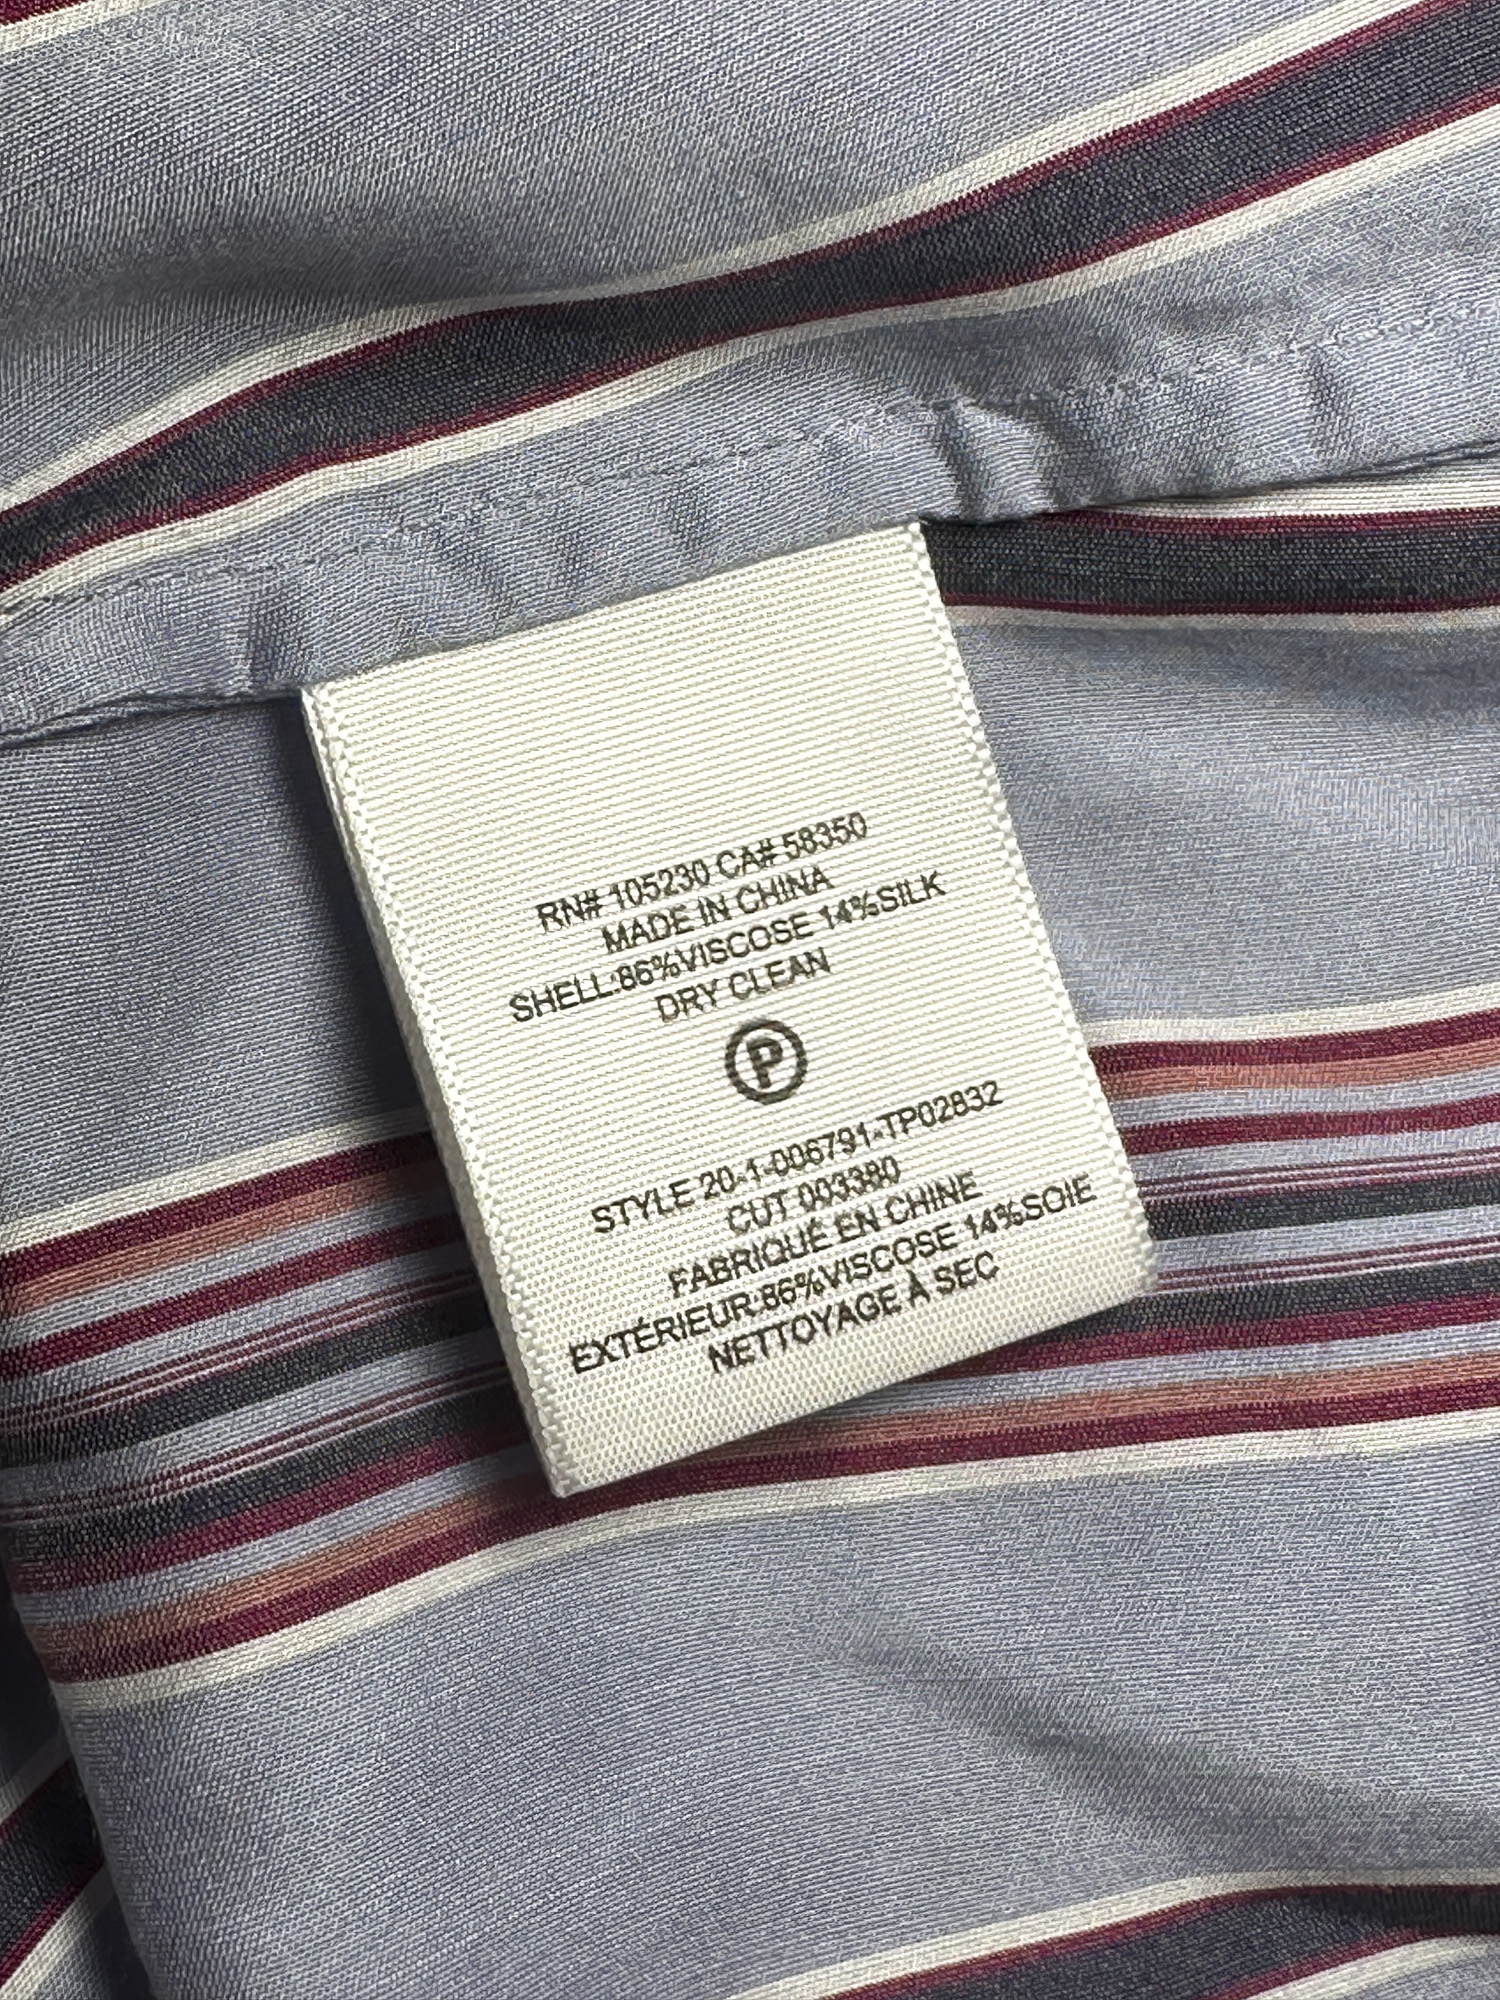 RN# 105230 CA# 58350
MADE IN CHINA
SHELL:86%VISCOSE 14%SILK
DRY CLEAN
P
STYLE 20-1-006791-TP02832
CUT 003380
FABRIQUÉ EN CHINE
EXTÉRIEUR:86%VISCOSE 14%SOIE
NETTOYAGE À SEC